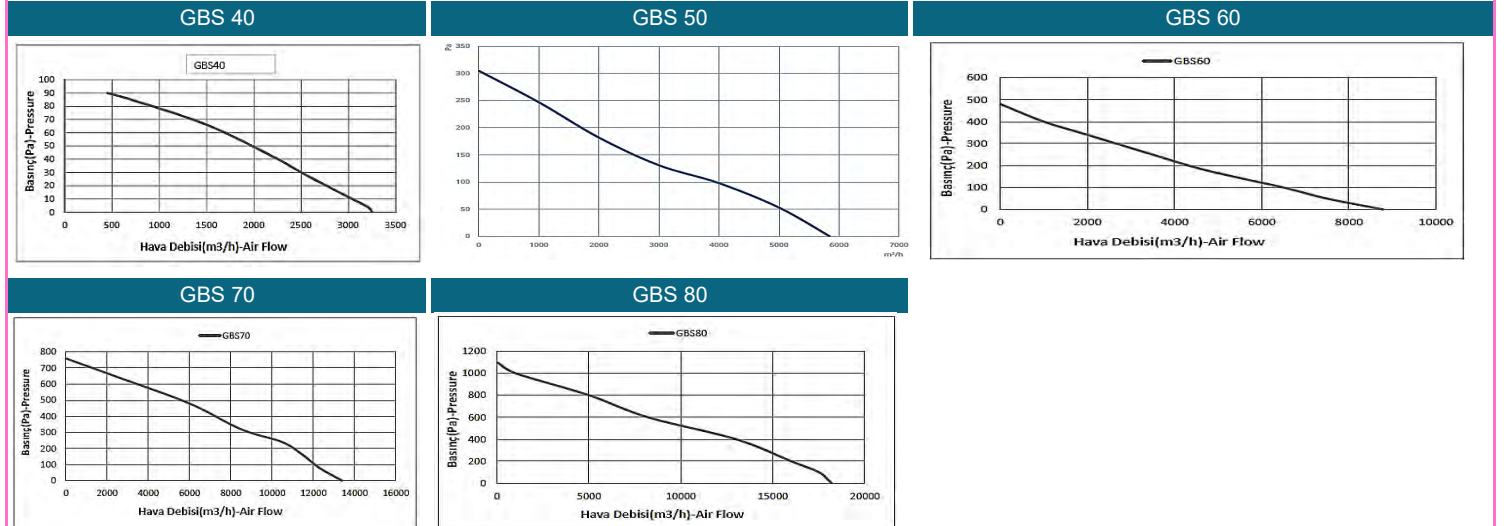 GBS 40
GBS 50
GBS 60
GBS40
100
90
80
70
60
50
40
30
20
10
0
Basınç(Pa)-Pressure
0 500 1000 1500 2000 2500 3000 3500
Hava Debisi(m3/h)-Air Flow
Pa
350
300
250
200
150
100
50
0
0 1000 2000 3000 4000 5000 6000 7000
m³/h
GBS60
600
500
400
300
200
100
0
Basınç(Pa)-Pressure
0 2000 4000 6000 8000 10000
Hava Debisi(m3/h)-Air Flow
GBS 70
GBS 80
GBS70
800
700
600
500
400
300
200
100
0
Basınç(Pa)-Pressure
0 2000 4000 6000 8000 10000 12000 14000 16000
Hava Debisi(m3/h)-Air Flow
GBS80
1200
1000
800
600
400
200
0
Basınç(Pa)-Pressure
0 5000 10000 15000 20000
Hava Debisi(m3/h)-Air Flow